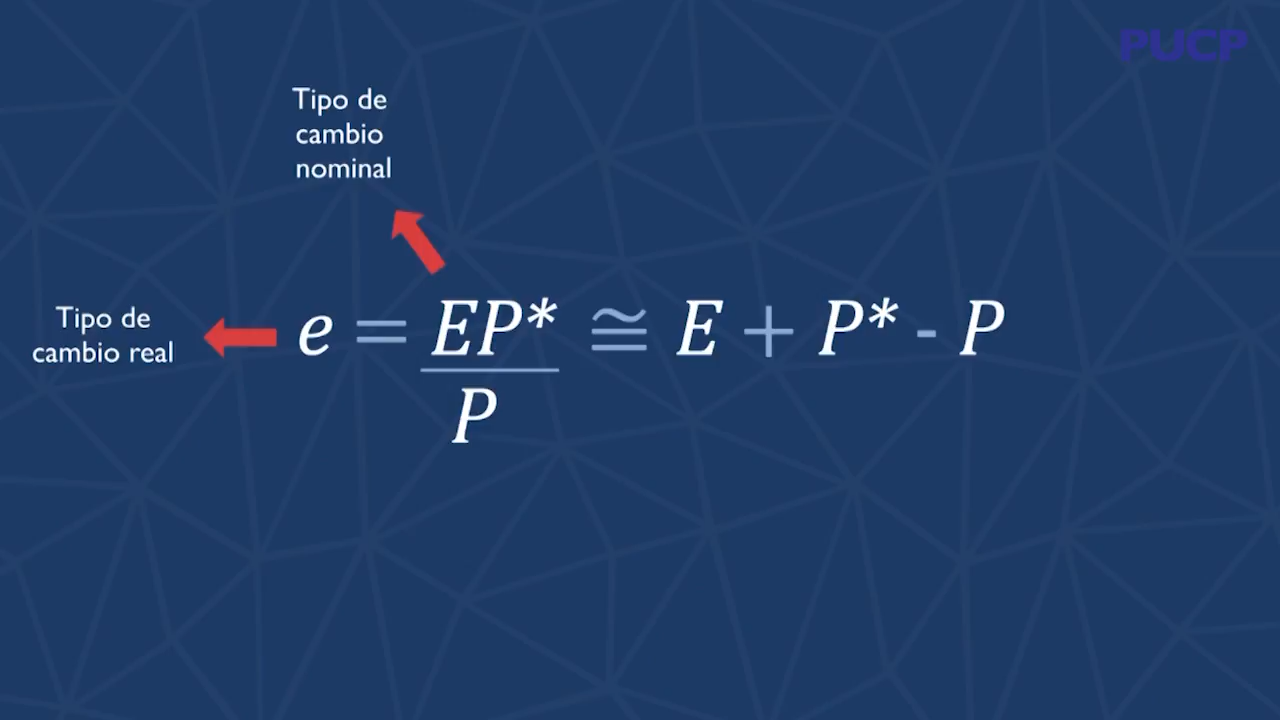 PUCP
Tipo de
cambio
nominal
Tipo de
cambio real
e = EP* ≅ E + P* - P
P